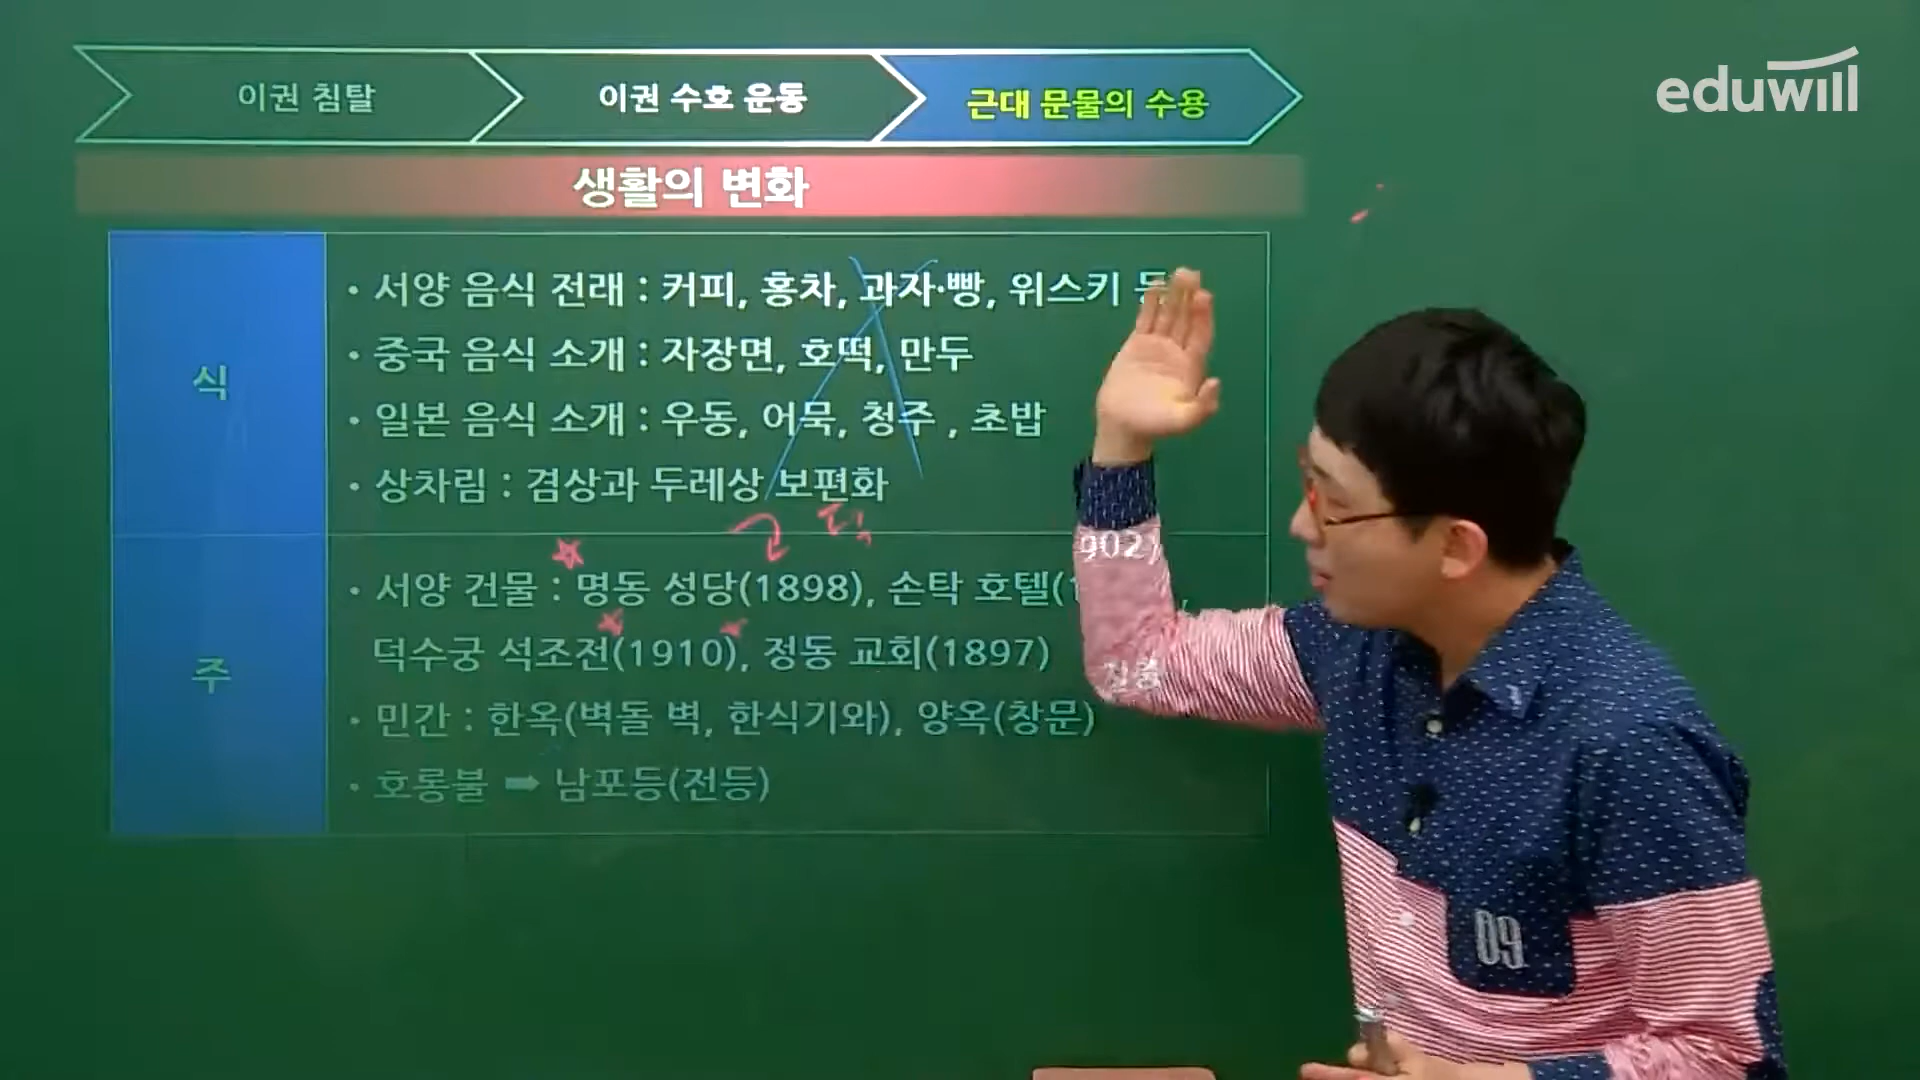 이권 침탈
이권 수호 운동
근대 문물의 수용
eduwill
생활의 변화
식
• 서양 음식 전래 : 커피, 홍차, 과자·빵, 위스키 등
• 중국 음식 소개 : 자장면, 호떡, 만두
• 일본 음식 소개 : 우동, 어묵, 청주 , 초밥
• 상차림 : 겸상과 두레상 보편화
고딕
주
• 서양 건물 : 명동 성당(1898), 손탁 호텔(1902),
덕수궁 석조전(1910), 정동 교회(1897)
• 민간 : 한옥(벽돌 벽, 한식기와), 양옥(창문)
• 호롱불 ➡ 남포등(전등)
09